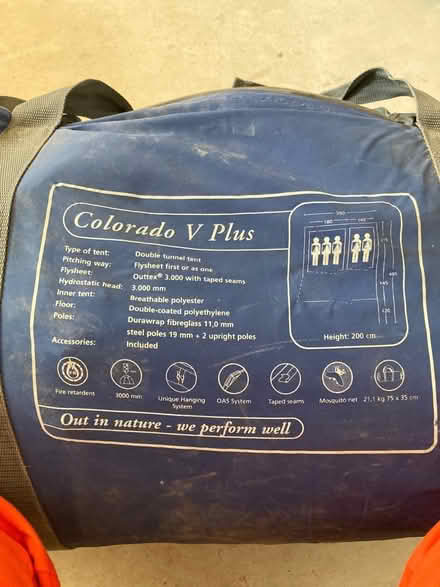 Colorado V Plus
Type of tent: Double tunnel tent
Pitching way: Flysheet first or as one
Flysheet: Outtex® 3.000 with taped seams
Hydrostatic head: 3.000 mm
Inner tent: Breathable polyester
Floor: Double-coated polyethylene
Poles: Durawrap fibreglass 11,0 mm
steel poles 19 mm + 2 upright poles
Accessories: Included
Height: 200 cm
Fire retardent
3000 mm
Unique Hanging System
OAS System
Taped seams
Mosquito net
21,1 kg 75 x 35 cm
Out in nature - we perform well